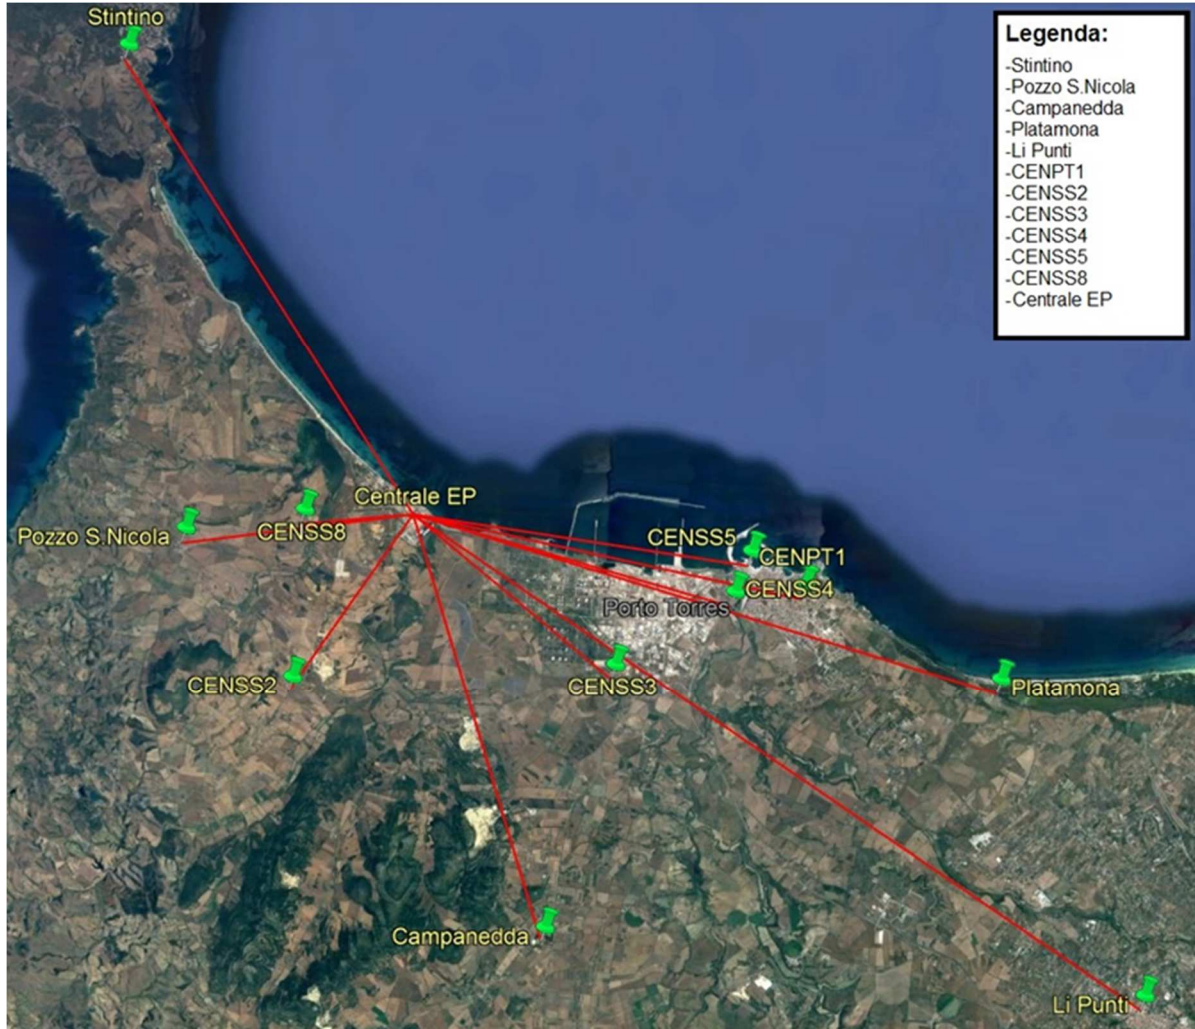 Stintino
Legenda:
-Stintino
-Pozzo S.Nicola
-Campanedda
-Platamona
-Li Punti
-CENPT1
-CENSS2
-CENSS3
-CENSS4
-CENSS5
-CENSS8
-Centrale EP
Centrale EP
Pozzo S.Nicola
CENSS8
CENSS5
CENPT1
CENSS4
Porto Torres
CENSS2
CENSS3
Platamona
Campanedda
Li Punti